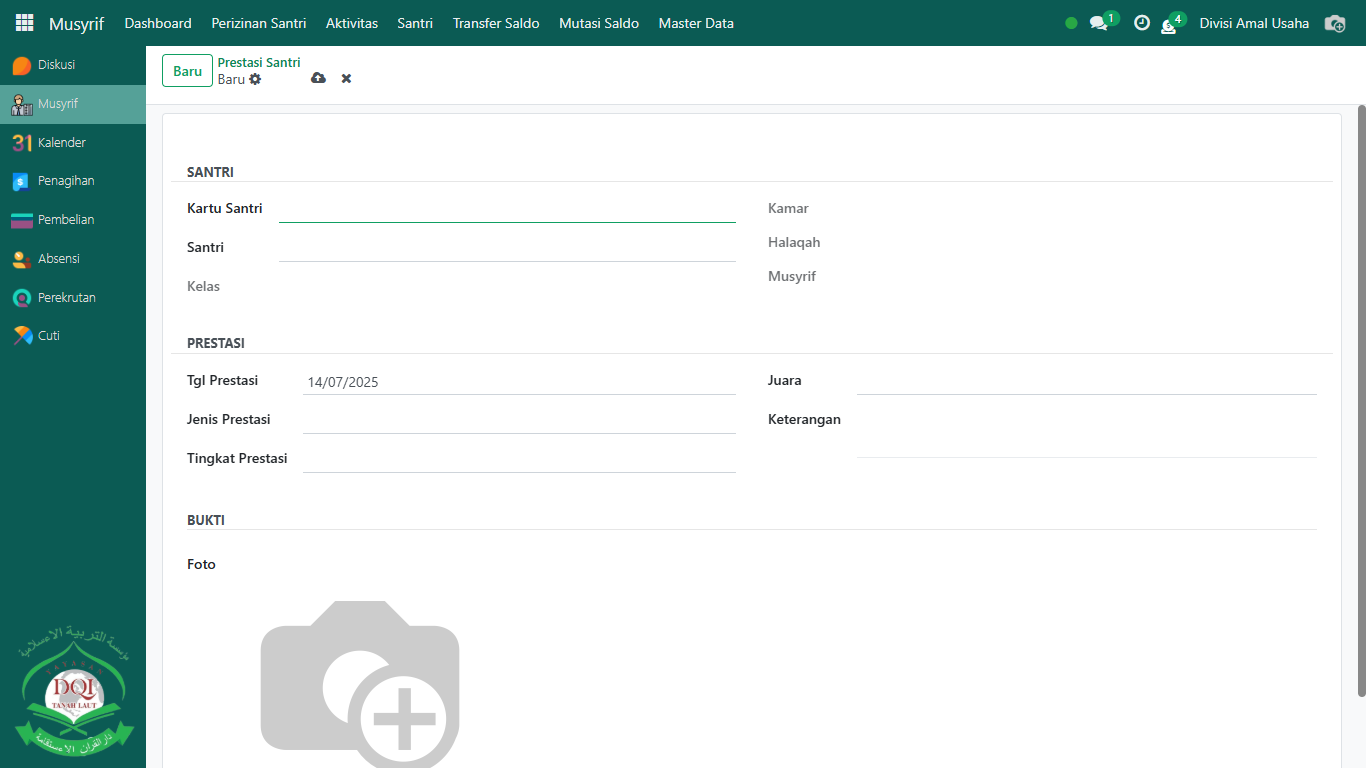 Musyrif Dashboard Perizinan Santri Aktivitas Santri Transfer Saldo Mutasi Saldo Master Data 1 4 Divisi Amal Usaha
Diskusi
Musyrif
31 Kalender
Penagihan
Pembelian
Absensi
Perekrutan
Cuti
Baru
Prestasi Santri
Baru
SANTRI
Kartu Santri
Santri
Kelas
Kamar
Halaqah
Musyrif
PRESTASI
Tgl Prestasi 14/07/2025
Jenis Prestasi
Tingkat Prestasi
Juara
Keterangan
BUKTI
Foto
مؤسسة التربية الاسلامية
YAYASAN
DQI
TANAH LAUT
دار القرآن الاستقامة